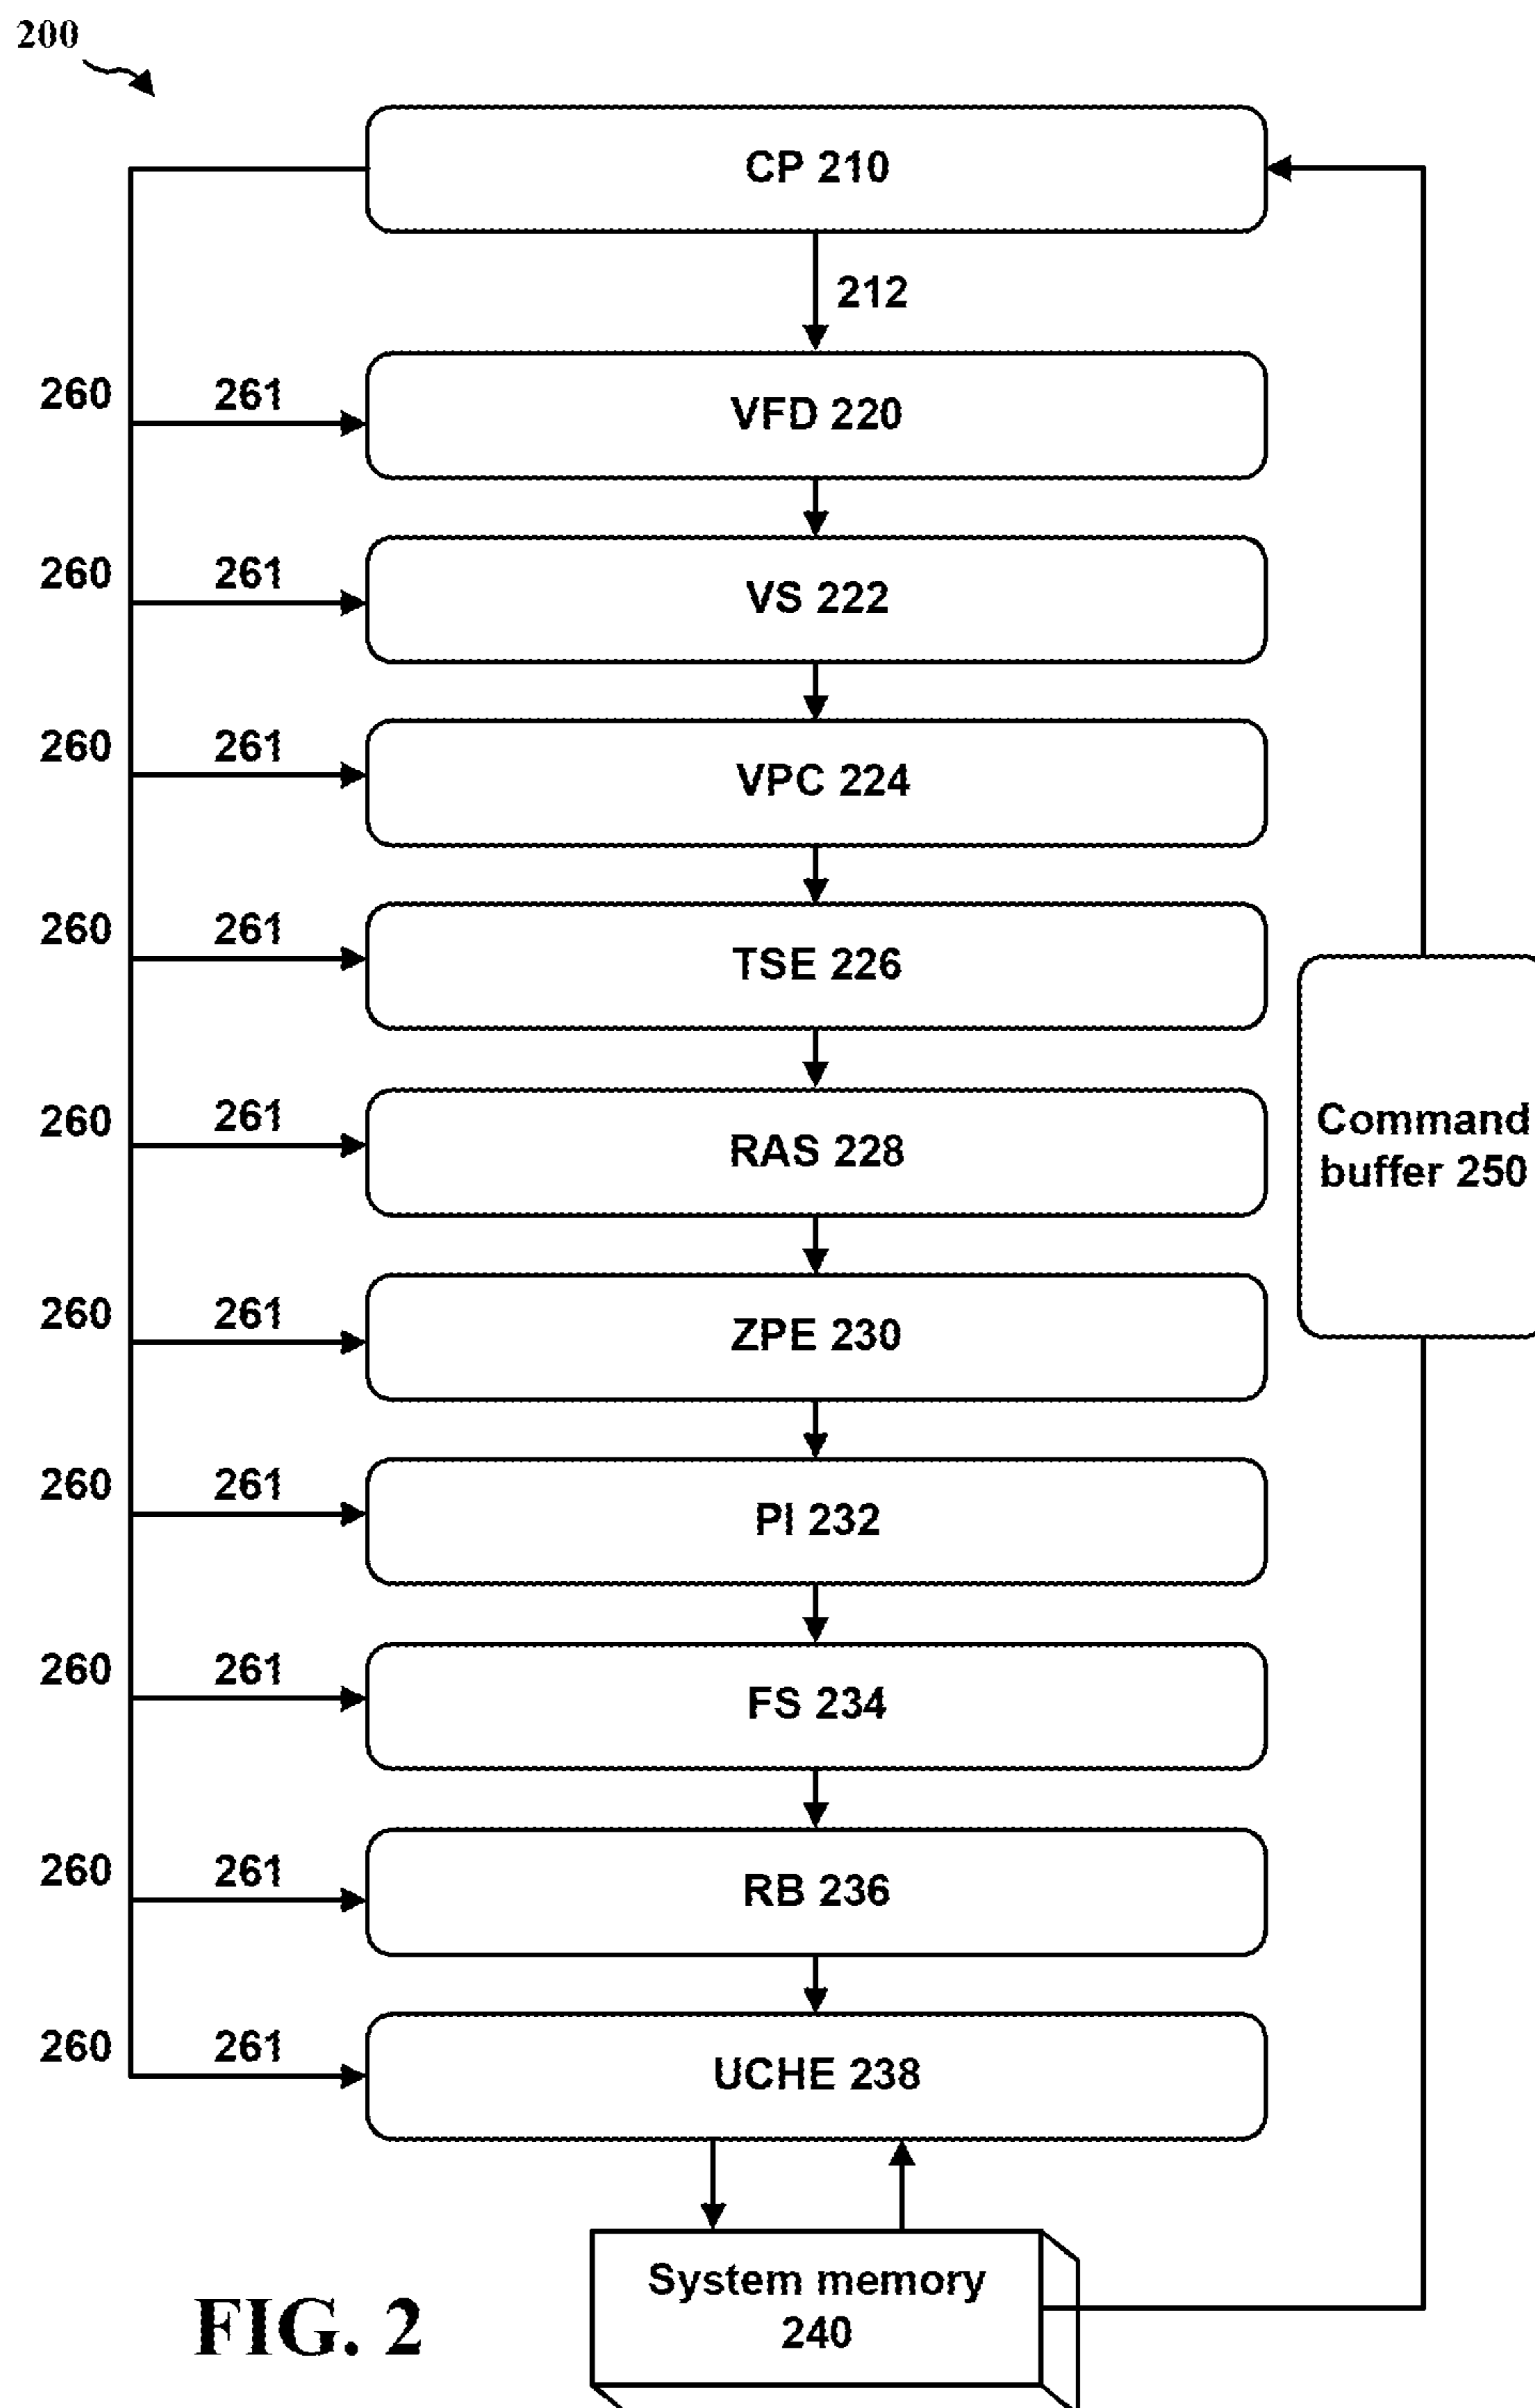 200
CP 210
212
260 261
VFD 220
260 261
VS 222
260 261
VPC 224
260 261
TSE 226
260 261
RAS 228
Command
buffer 250
260 261
ZPE 230
260 261
PI 232
260 261
FS 234
260 261
RB 236
260 261
UCHE 238
System memory
240
FIG. 2